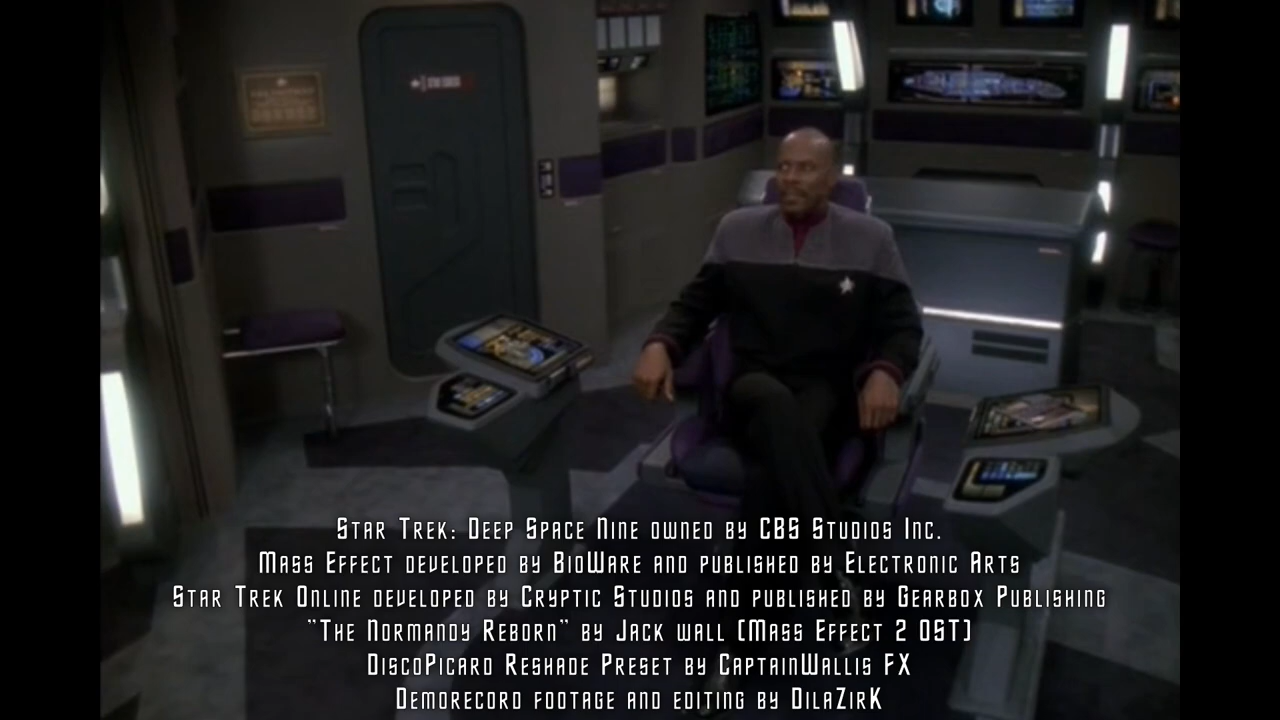 Star Trek: Deep Space Nine owned by CBS Studios Inc.
Mass Effect developed by BioWare and published by Electronic Arts
Star Trek Online developed by Cryptic Studios and published by Gearbox Publishing
"The Normandy Reborn" by Jack wall (Mass Effect 2 OST)
DiscoPicard Reshade Preset by CaptainWallis FX
Demorecord footage and editing by DilaZirK